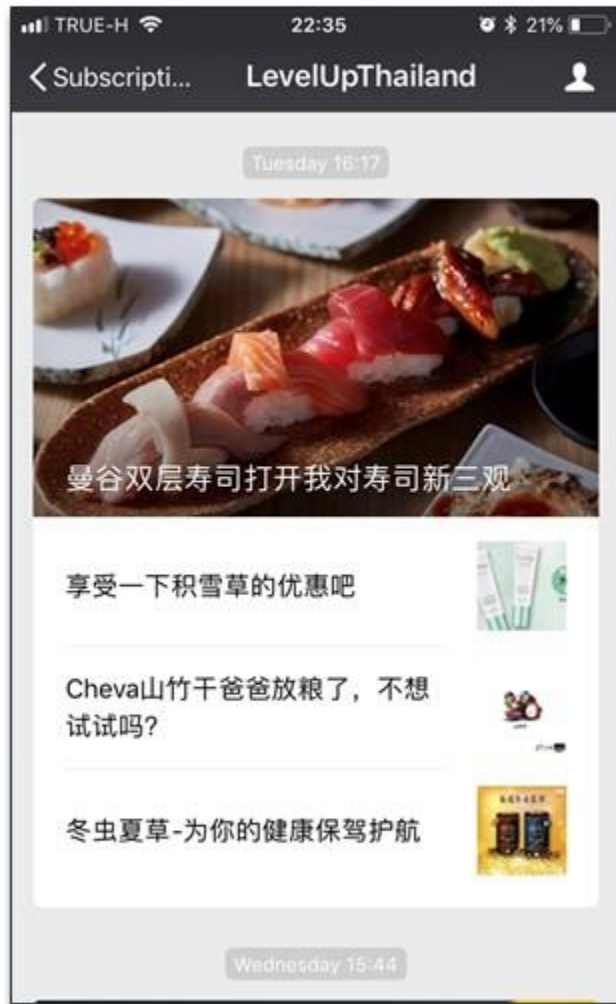 TRUE-H
22:35
21%
Subscripti...
LevelUpThailand
Tuesday 16:17
曼谷双层寿司打开我对寿司新三观
享受一下积雪草的优惠吧
Cheva山竹干爸爸放粮了，不想
试试吗?
冬虫夏草-为你的健康保驾护航
Wednesday 15:44